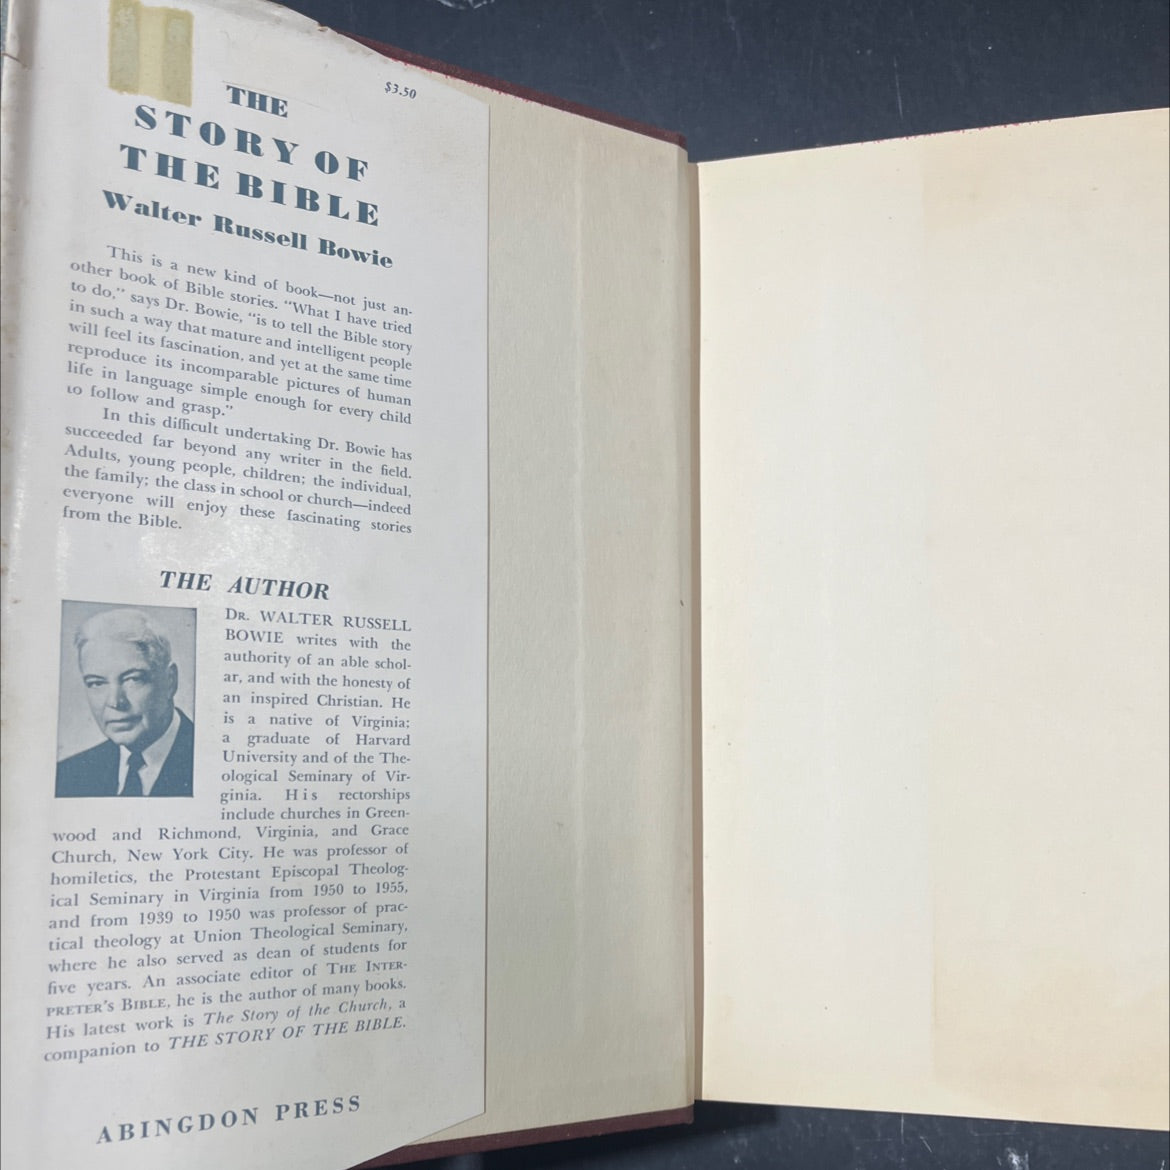 $3.50
THE
STORY OF
THE BIBLE
Walter Russell Bowie
This is a new kind of book—not just an-
other book of Bible stories. "What I have tried
to do," says Dr. Bowie, "is to tell the Bible story
in such a way that mature and intelligent people
will feel its fascination, and yet at the same time
reproduce its incomparable pictures of human
life in language simple enough for every child
to follow and grasp."
In this difficult undertaking Dr. Bowie has
succeeded far beyond any writer in the field.
Adults, young people, children; the individual,
the family; the class in school or church—indeed
everyone will enjoy these fascinating stories
from the Bible.
THE AUTHOR
DR. WALTER RUSSELL
BOWIE writes with the
authority of an able schol-
ar, and with the honesty of
an inspired Christian. He
is a native of Virginia;
a graduate of Harvard
University and of the The-
ological Seminary of Vir-
ginia. His rectorships
include churches in Green-
wood and Richmond, Virginia, and Grace
Church, New York City. He was professor of
homiletics, the Protestant Episcopal Theolog-
ical Seminary in Virginia from 1950 to 1955,
and from 1939 to 1950 was professor of prac-
tical theology at Union Theological Seminary,
where he also served as dean of students for
five years. An associate editor of THE INTER-
PRETER'S BIBLE, he is the author of many books.
His latest work is The Story of the Church, a
companion to THE STORY OF THE BIBLE.
ABINGDON PRESS